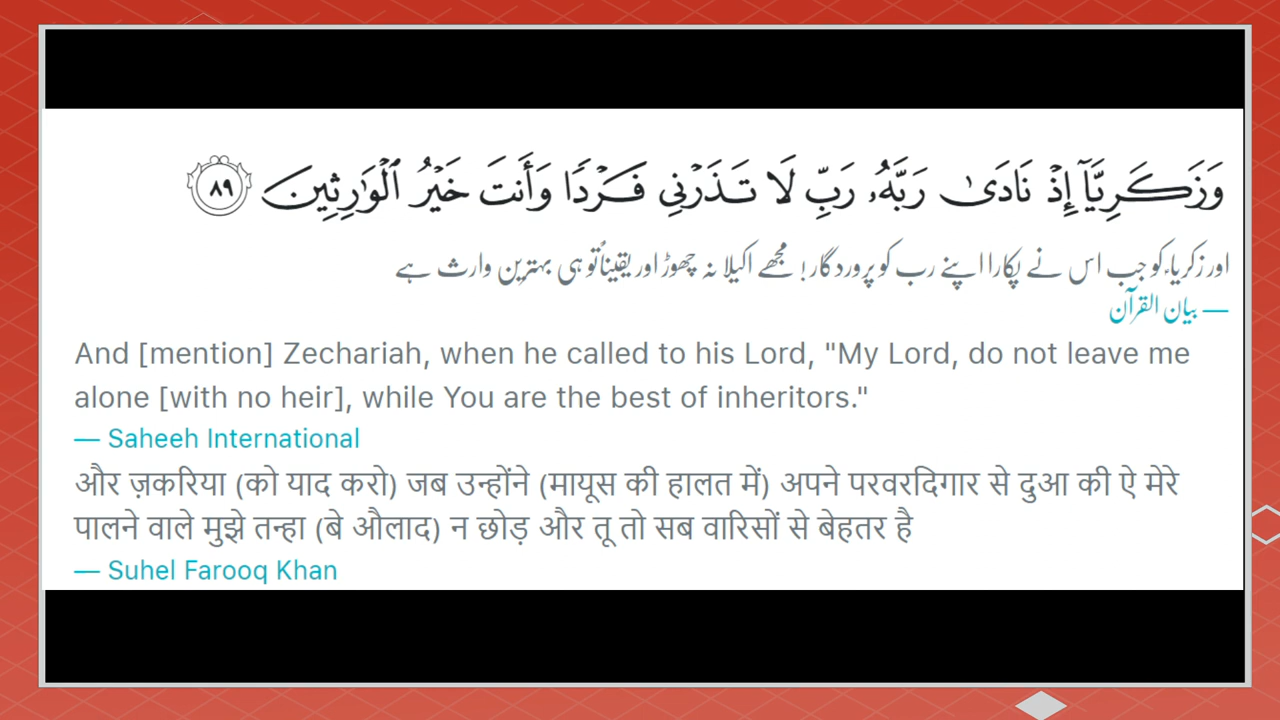 وَزَكَرِيَّآ إِذْ نَادَىٰ رَبَّهُۥ رَبِّ لَا تَذَرْنِى فَرْدًا وَأَنتَ خَيْرُ ٱلْوَٰرِثِينَ ٨٩
اور زکریا ؑ کو جب اس نے پکارا اپنے رب کو پروردگار ! مجھے اکیلا نہ چھوڑ اور یقیناً تو ہی بہترین وارث ہے
— بیان القرآن
And [mention] Zechariah, when he called to his Lord, "My Lord, do not leave me
alone [with no heir], while You are the best of inheritors."
— Saheeh International
और ज़करिया (को याद करो) जब उन्होंने (मायूस की हालत में) अपने परवरदिगार से दुआ की ऐ मेरे
पालने वाले मुझे तन्हा (बे औलाद) न छोड़ और तू तो सब वारिसों से बेहतर है
— Suhel Farooq Khan